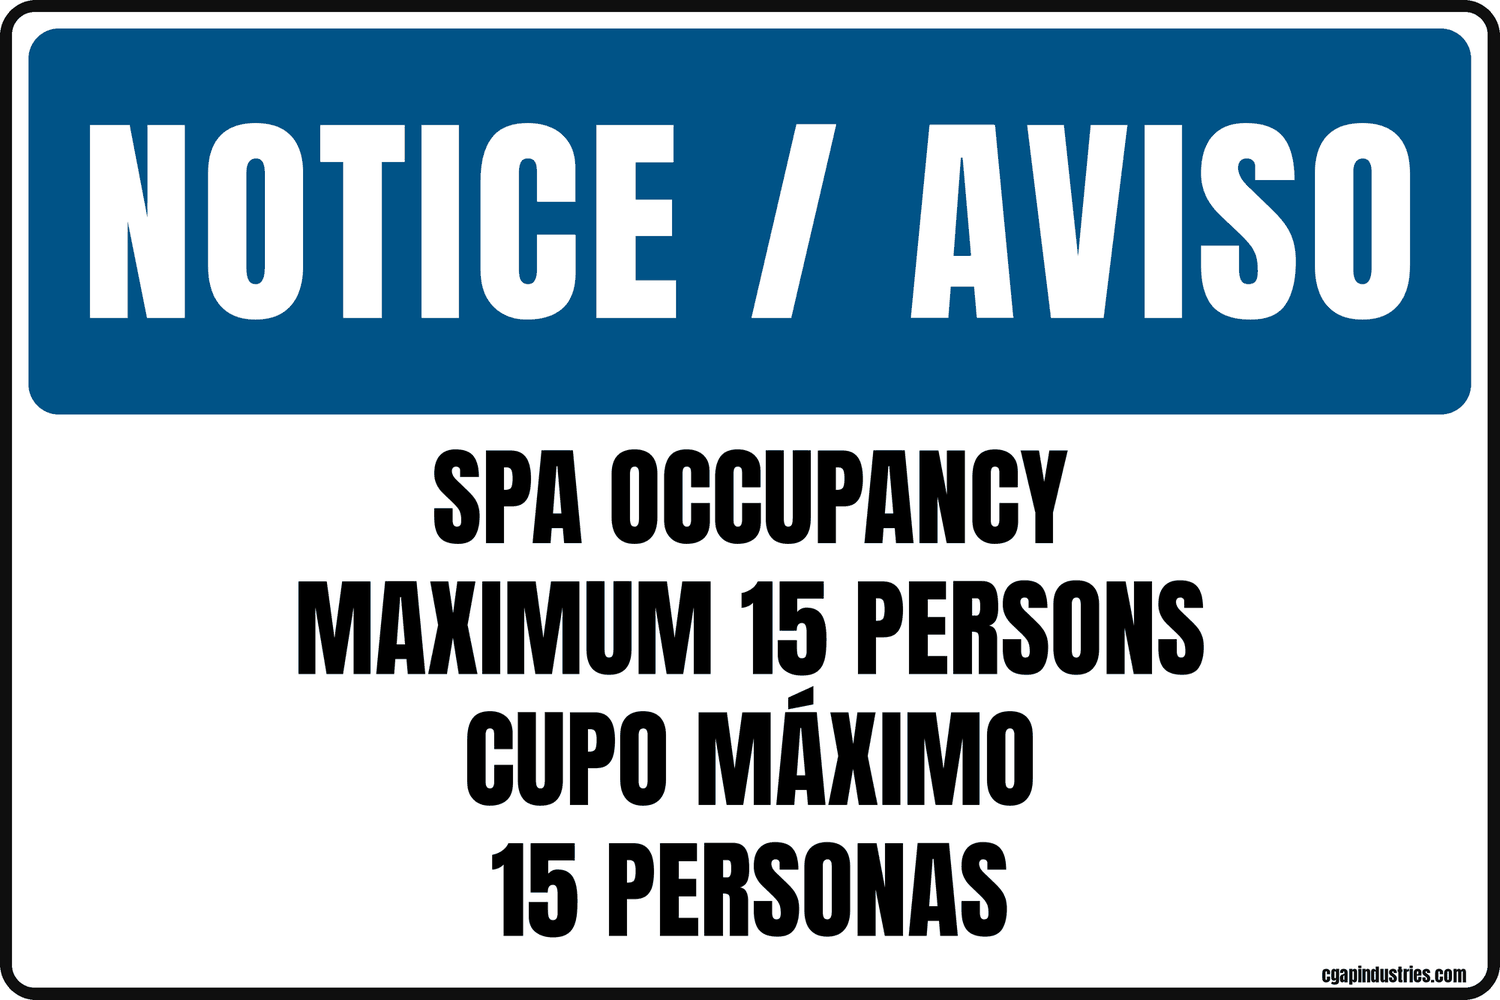 NOTICE / AVISO
SPA OCCUPANCY
MAXIMUM 15 PERSONS
CUPO MÁXIMO
15 PERSONAS
cgapindustries.com